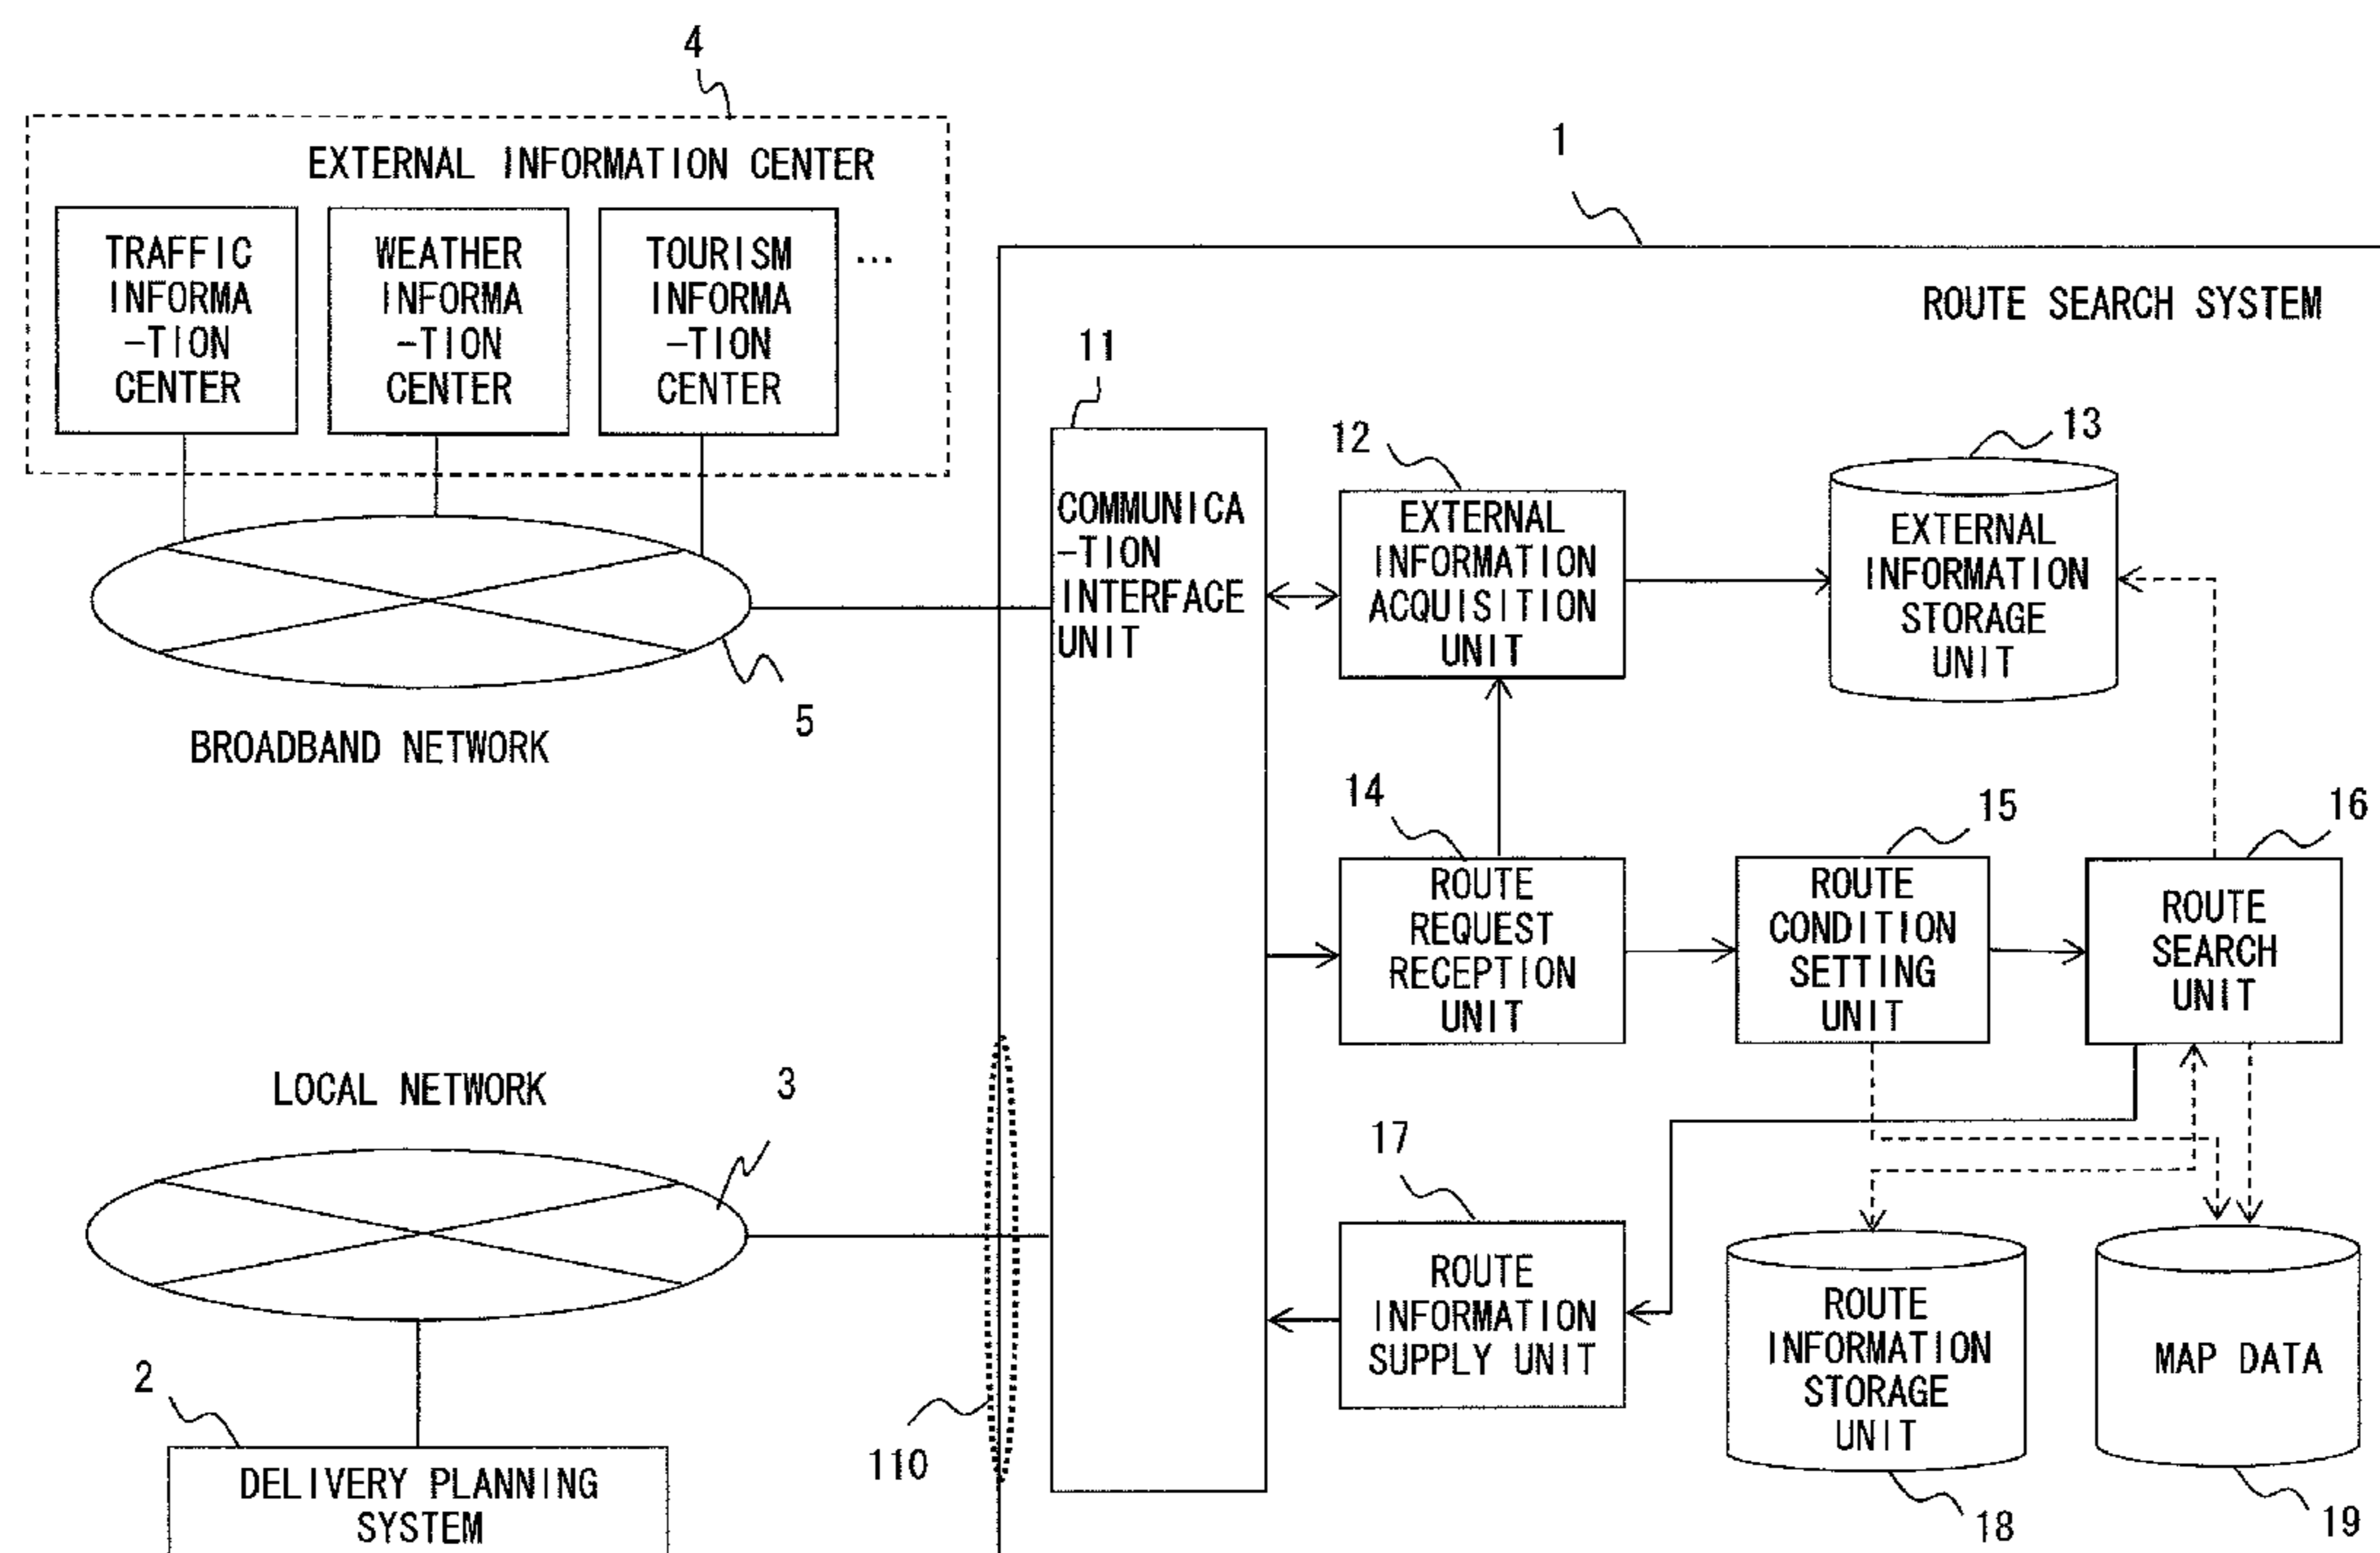 4
EXTERNAL INFORMATION CENTER
TRAFFIC
INFORMA
-TION
CENTER
WEATHER
INFORMA
-TION
CENTER
TOURISM
INFORMA
-TION
CENTER
...
5
BROADBAND NETWORK
1
ROUTE SEARCH SYSTEM
11
COMMUNICA
-TION
INTERFACE
UNIT
12
EXTERNAL
INFORMATION
ACQUISITION
UNIT
13
EXTERNAL
INFORMATION
STORAGE
UNIT
14
ROUTE
REQUEST
RECEPTION
UNIT
15
ROUTE
CONDITION
SETTING
UNIT
16
ROUTE
SEARCH
UNIT
LOCAL NETWORK
3
17
ROUTE
INFORMATION
SUPPLY UNIT
ROUTE
INFORMATION
STORAGE
UNIT
18
MAP DATA
19
110
2
DELIVERY PLANNING
SYSTEM